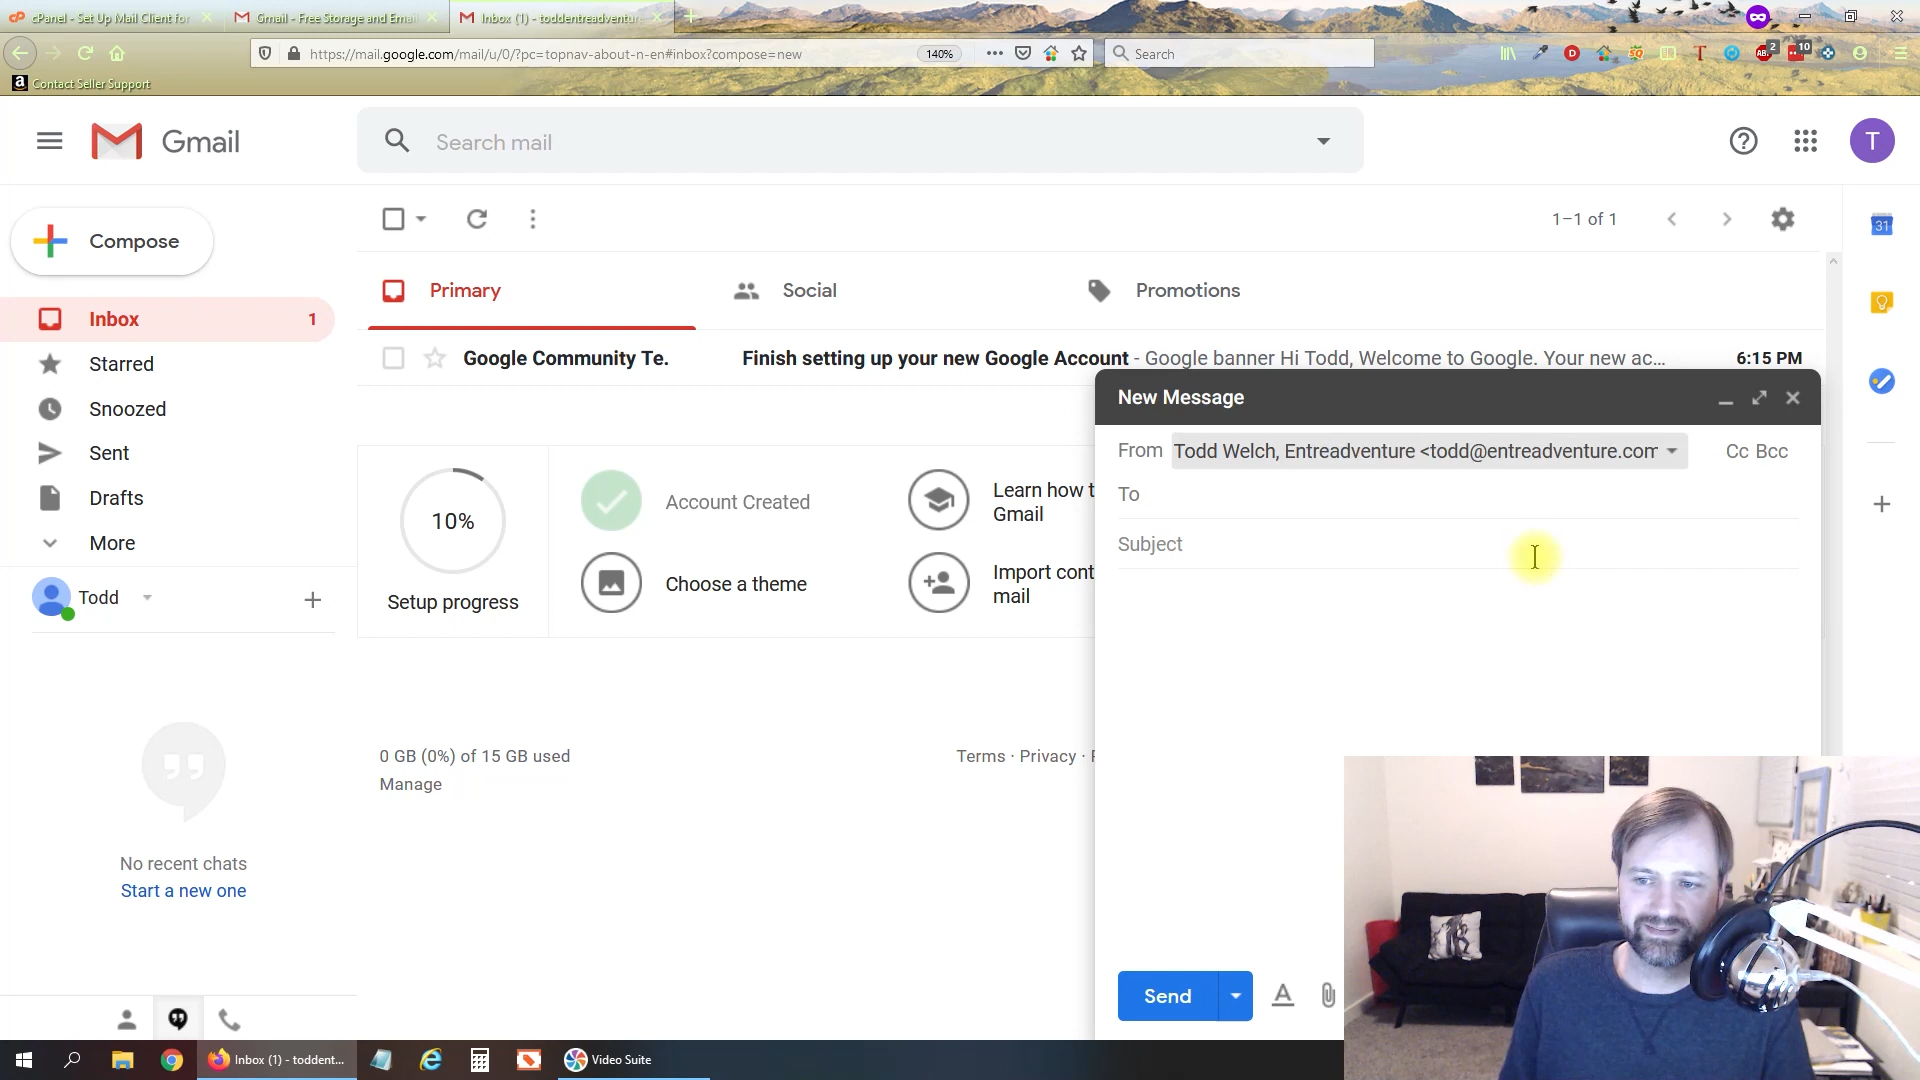 cPanel - Set Up Mail Client for
Gmail - Free Storage and Email
Inbox (1) - toddentreadventure
https://mail.google.com/mail/u/0/?pc=topnav-about-n-en#inbox?compose=new
140%
Search
2
10
Contact Seller Support
Gmail
Search mail
T
Compose
1–1 of 1
31
Primary
Social
Promotions
Inbox
1
Starred
Snoozed
Sent
Drafts
More
Google Community Te.
Finish setting up your new Google Account - Google banner Hi Todd, Welcome to Google. Your new ac...
6:15 PM
New Message
From
Todd Welch, Entreadventure <todd@entreadventure.com
Cc Bcc
To
Subject
10%
Setup progress
Account Created
Learn how t
Gmail
Choose a theme
Import cont
mail
Todd
0 GB (0%) of 15 GB used
Manage
Terms · Privacy ·
No recent chats
Start a new one
Send
Inbox (1) - toddent...
Video Suite